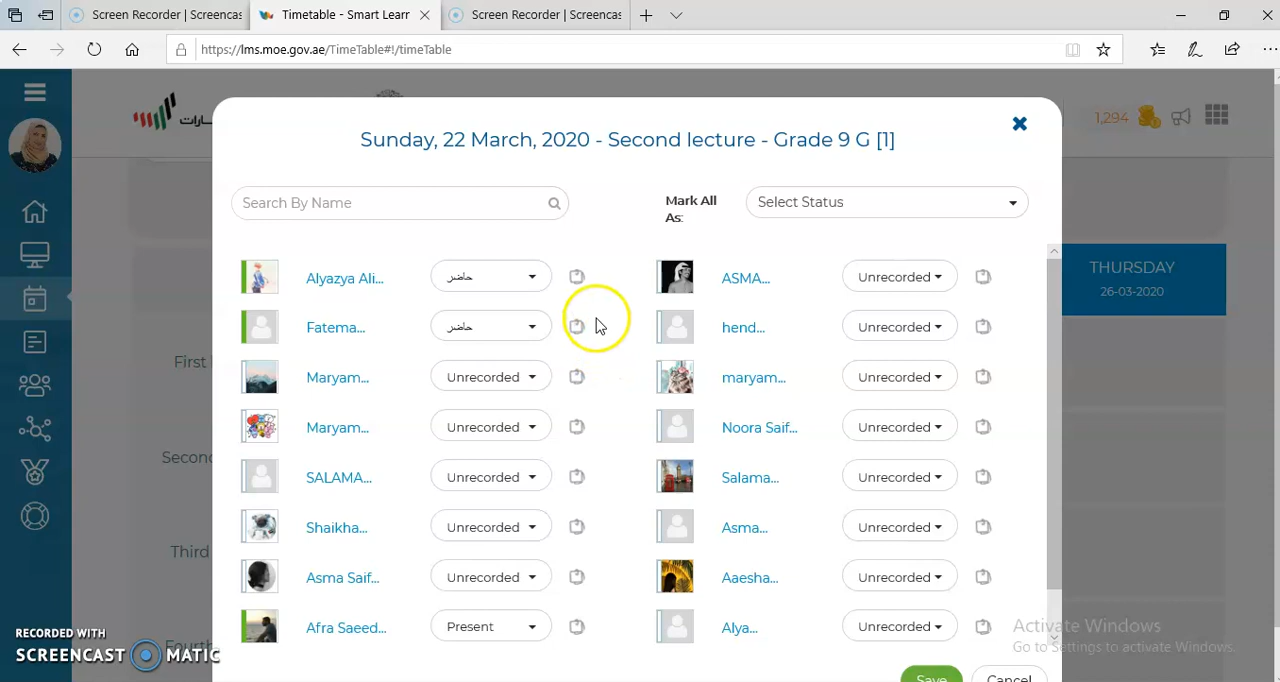 Screen Recorder | Screencas
Timetable - Smart Learn
Screen Recorder | Screencas
https://lms.moe.gov.ae/TimeTable#!/timeTable
1,294
Sunday, 22 March, 2020 - Second lecture - Grade 9 G [1]
Search By Name
Mark All
As:
Select Status
Alyazya Ali...
حاضر
ASMA...
Unrecorded
THURSDAY
26-03-2020
Fatema...
حاضر
hend...
Unrecorded
First
Maryam...
Unrecorded
maryam...
Unrecorded
Maryam...
Unrecorded
Noora Saif...
Unrecorded
Secon
SALAMA...
Unrecorded
Salama...
Unrecorded
Shaikha...
Unrecorded
Asma...
Unrecorded
Third
Asma Saif...
Unrecorded
Aaesha...
Unrecorded
Afra Saeed...
Present
Alya...
Unrecorded
Activate Windows
Go to Settings to activate Windows.
RECORDED WITH
SCREENCAST MATIC
Save
Cancel